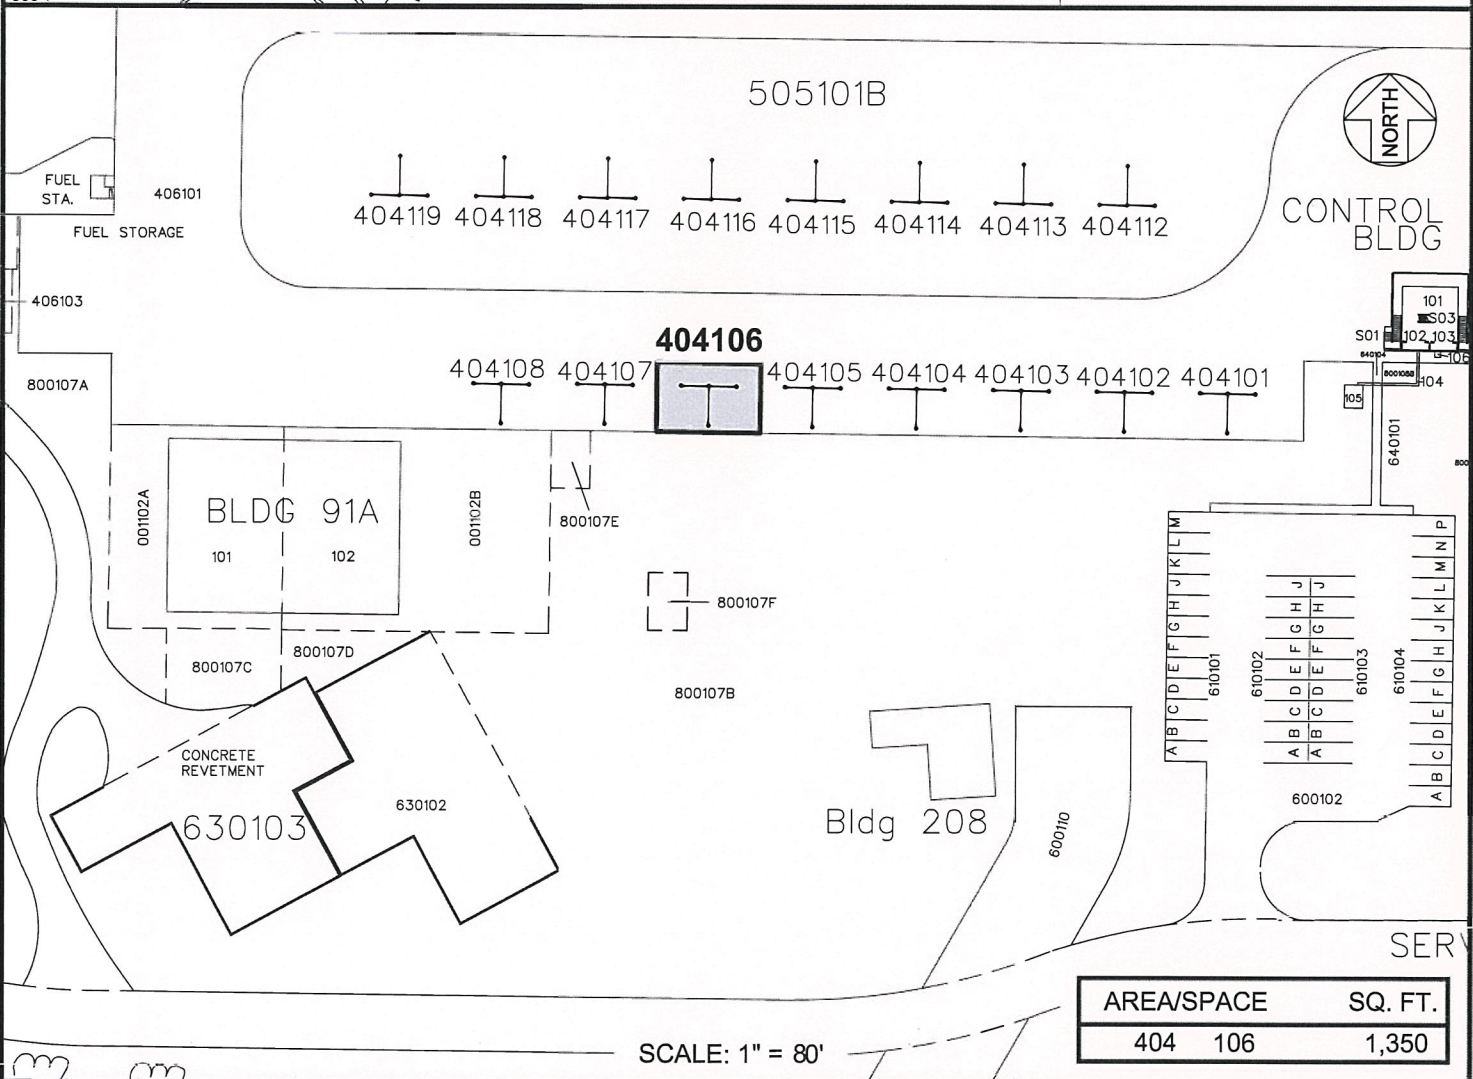 505101B
NORTH
FUEL
STA.
406101
404119 404118 404117 404116 404115 404114 404113 404112
CONTROL
BLDG
FUEL STORAGE
406103
101
S03
S01 102 103
640104 106
404106
404108 404107 404105 404104 404103 404102 404101
800107A
104
105
640101
800
001102A
BLDG 91A
101 102
001102B
800107E
800107F
800107C
800107D
800107B
M L K J H G F E D C B A
610101
610102
J H G F E D C B A
J H G F E D C B A
610103
610104
P N M L K J H G F E D C B A
CONCRETE
REVETMENT
630103
630102
Bldg 208
600110
600102
SERV
AREA/SPACE SQ. FT.
404 106 1,350
SCALE: 1" = 80'